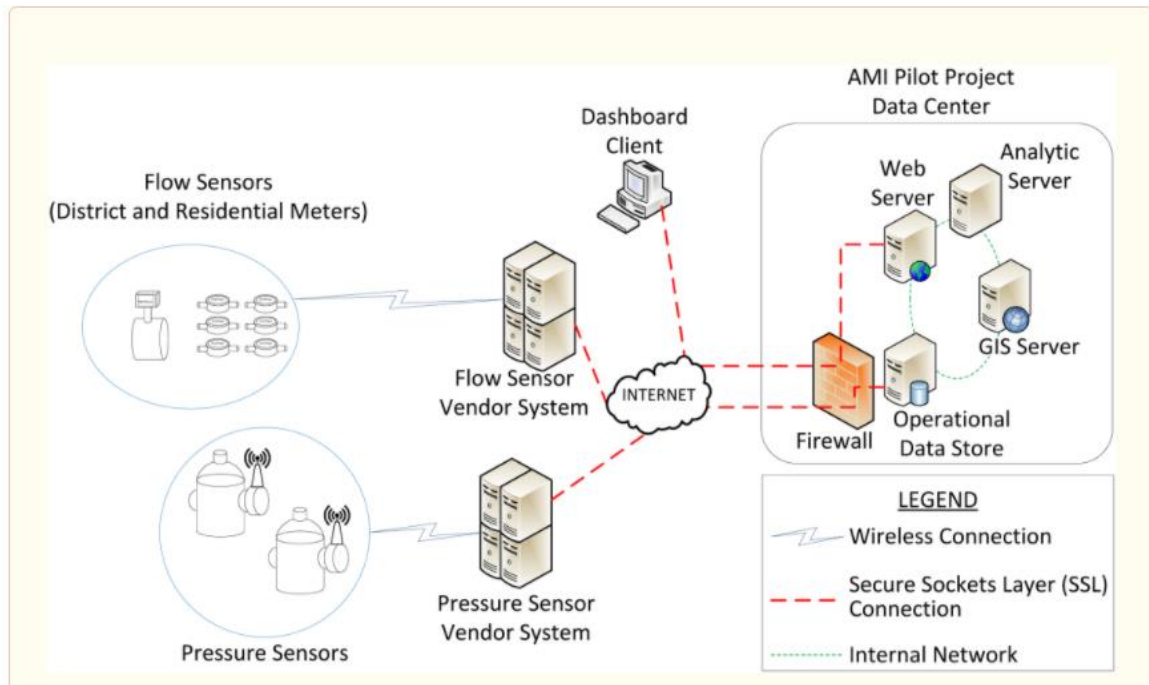 AMI Pilot Project
Data Center
Dashboard
Client
Analytic
Server
Web
Server
Flow Sensors
(District and Residential Meters)
GIS Server
Flow Sensor
Vendor System
INTERNET
Operational
Data Store
Firewall
Pressure Sensor
Vendor System
Pressure Sensors
LEGEND
Wireless Connection
Secure Sockets Layer (SSL)
Connection
Internal Network